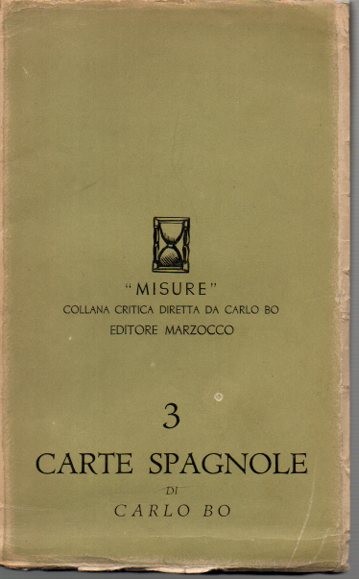 "MISURE"
COLLANA CRITICA DIRETTA DA CARLO BO
EDITORE MARZOCCO
3
CARTE SPAGNOLE
DI
CARLO BO